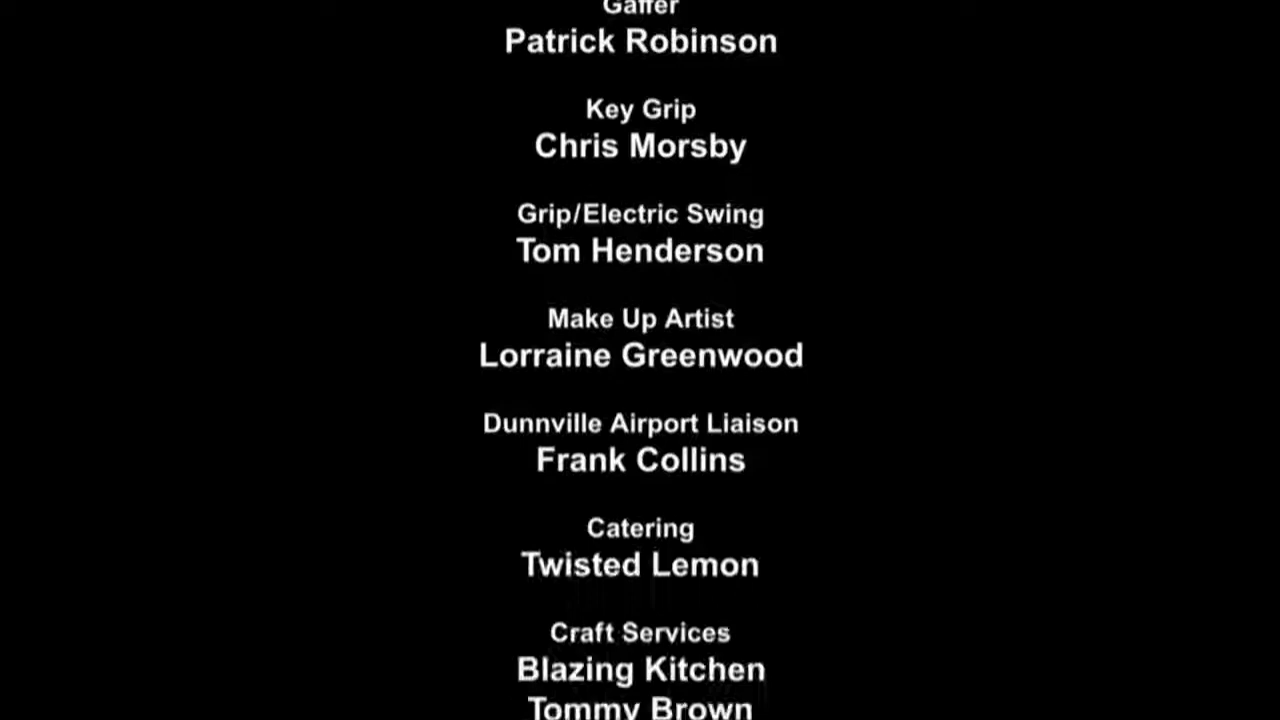 Gaffer
Patrick Robinson
Key Grip
Chris Morsby
Grip/Electric Swing
Tom Henderson
Make Up Artist
Lorraine Greenwood
Dunnville Airport Liaison
Frank Collins
Catering
Twisted Lemon
Craft Services
Blazing Kitchen
Tommy Brown